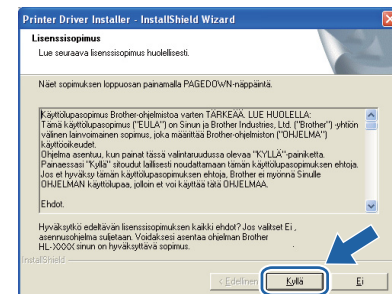 Printer Driver Installer - InstallShield Wizard
Lisenssisopimus
Lue seuraava lisenssisopimus huolellisesti.
Näet sopimuksen loppuosan painamalla PAGEDOWN-näppäintä.
Käyttölupasopimus Brother-ohjelmistoa varten TÄRKEÄÄ. LUE HUOLELLA:
Tämä käyttölupasopimus ("EULA") on Sinun ja Brother Industries, Ltd. ("Brother") -yhtiön
välinen lainvoimainen sopimus, joka määrittää Brother-ohjelmiston ("OHJELMA")
käyttöoikeudet.
Ohjelma asentuu, kun painat tässä valintaruudussa olevaa "KYLLÄ"-painiketta.
Painaessasi "Kyllä" sitoudut laillisesti noudattamaan tämän käyttölupasopimuksen ehtoja.
Jos et hyväksy tämän käyttölupasopimuksen ehtoja, Brother ei myönnä Sinulle
OHJELMAN käyttölupaa, jolloin et voi käyttää tätä OHJELMAA.
Ehdot.
Hyväksytkö edeltävän lisenssisopimuksen kaikki ehdot? Jos valitset Ei ,
asennusohjelma suljetaan. Voidaksesi asentaa ohjelman Brother
HL-XXXX sinun on hyväksyttävä sopimus.
InstallShield
< Edellinen Kyllä Ei